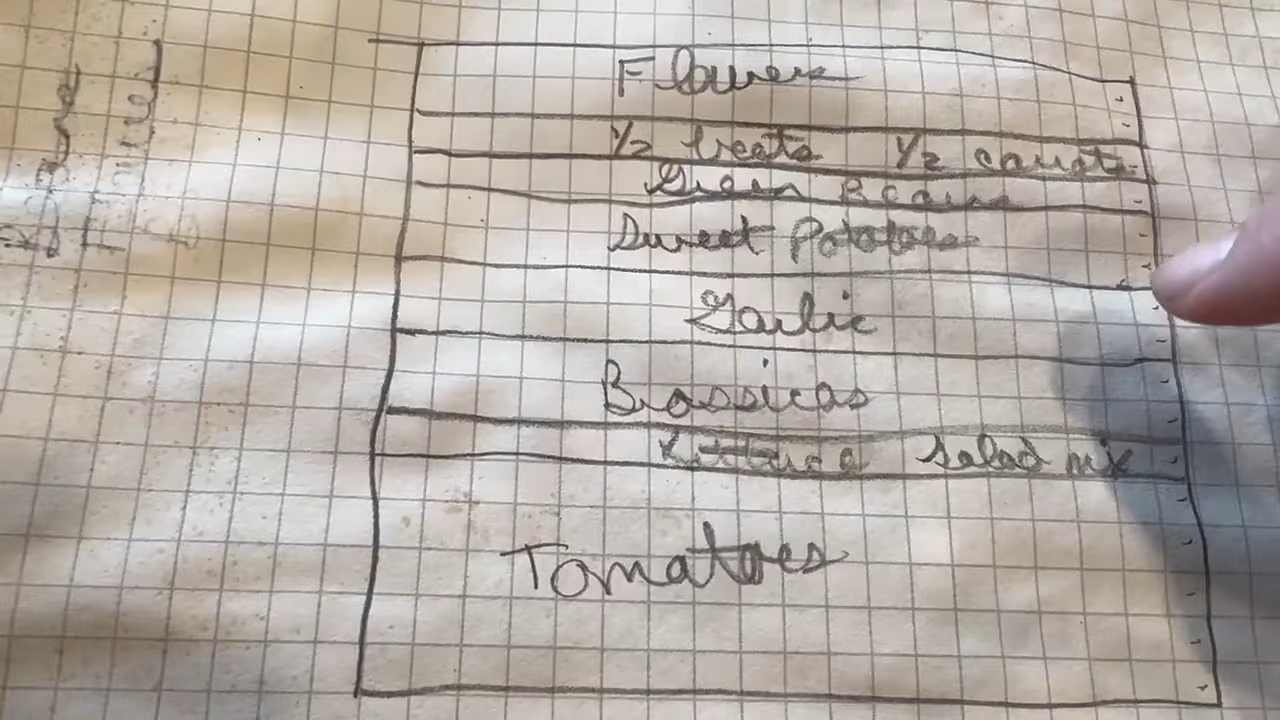 Flowers
1/2 beets 1/2 carrots
Green Beans
Sweet Potatoes
Garlic
Brassicas
Lettuce Salad mix
Tomatoes